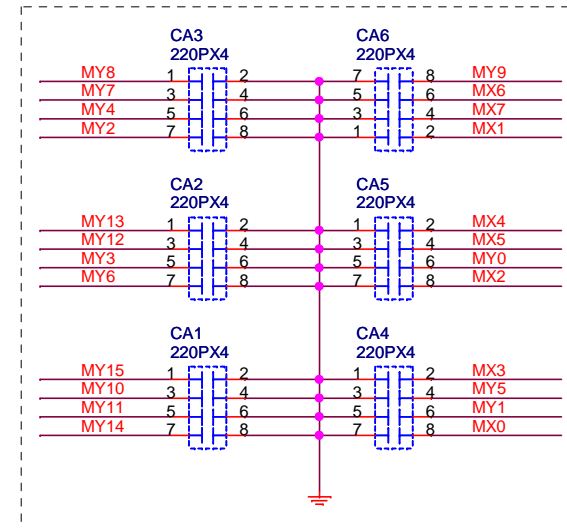 CA3 CA6
220PX4 220PX4
MY8 1 2 7 8 MY9
MY7 3 4 5 6 MX6
MY4 5 6 3 4 MX7
MY2 7 8 1 2 MX1
CA2 CA5
220PX4 220PX4
MY13 1 2 1 2 MX4
MY12 3 4 3 4 MX5
MY3 5 6 5 6 MY0
MY6 7 8 7 8 MX2
CA1 CA4
220PX4 220PX4
MY15 1 2 1 2 MX3
MY10 3 4 3 4 MY5
MY11 5 6 5 6 MY1
MY14 7 8 7 8 MX0